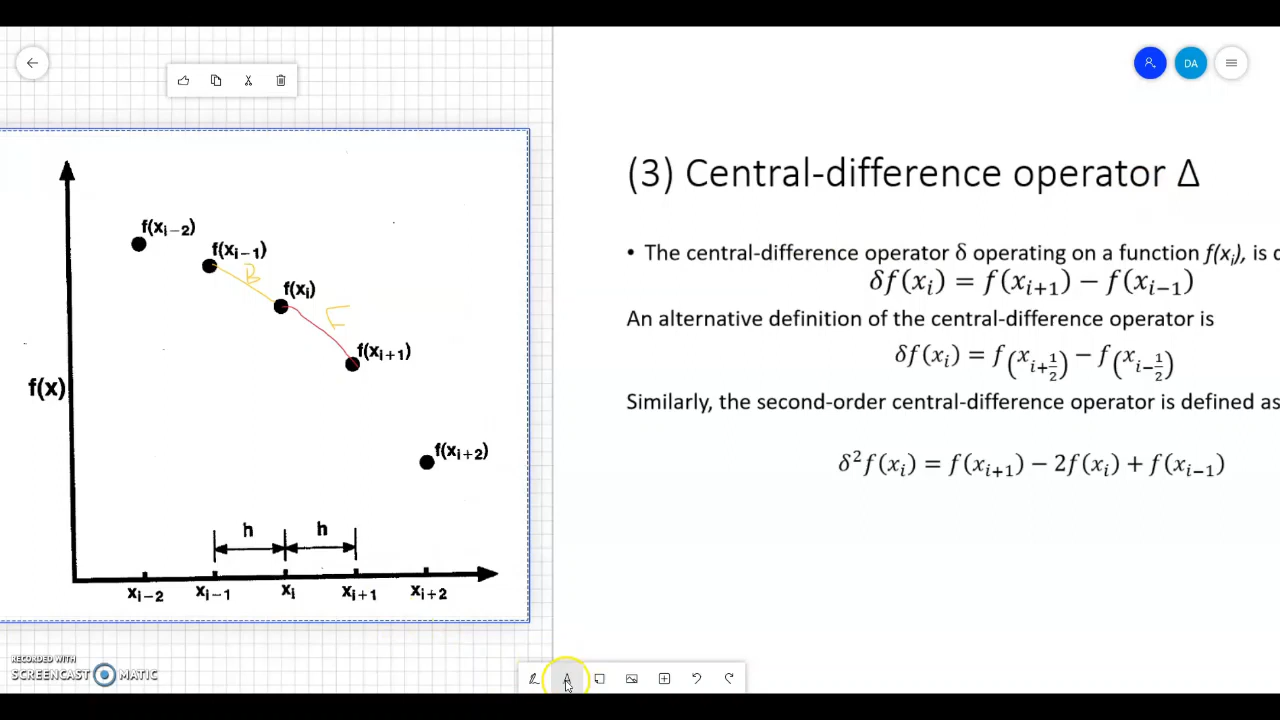 DA
f(xi−2)
f(xi−1)
B
f(xi)
F
f(xi+1)
f(x)
f(xi+2)
h h
xi−2 xi−1 xi xi+1 xi+2
(3) Central-difference operator Δ
• The central-difference operator δ operating on a function f(xi), is
δf(xi) = f(xi+1) − f(xi−1)
An alternative definition of the central-difference operator is
δf(xi) = f(xi+1/2) − f(xi−1/2)
Similarly, the second-order central-difference operator is defined as
δ²f(xi) = f(xi+1) − 2f(xi) + f(xi−1)
RECORDED WITH
SCREENCAST MATIC